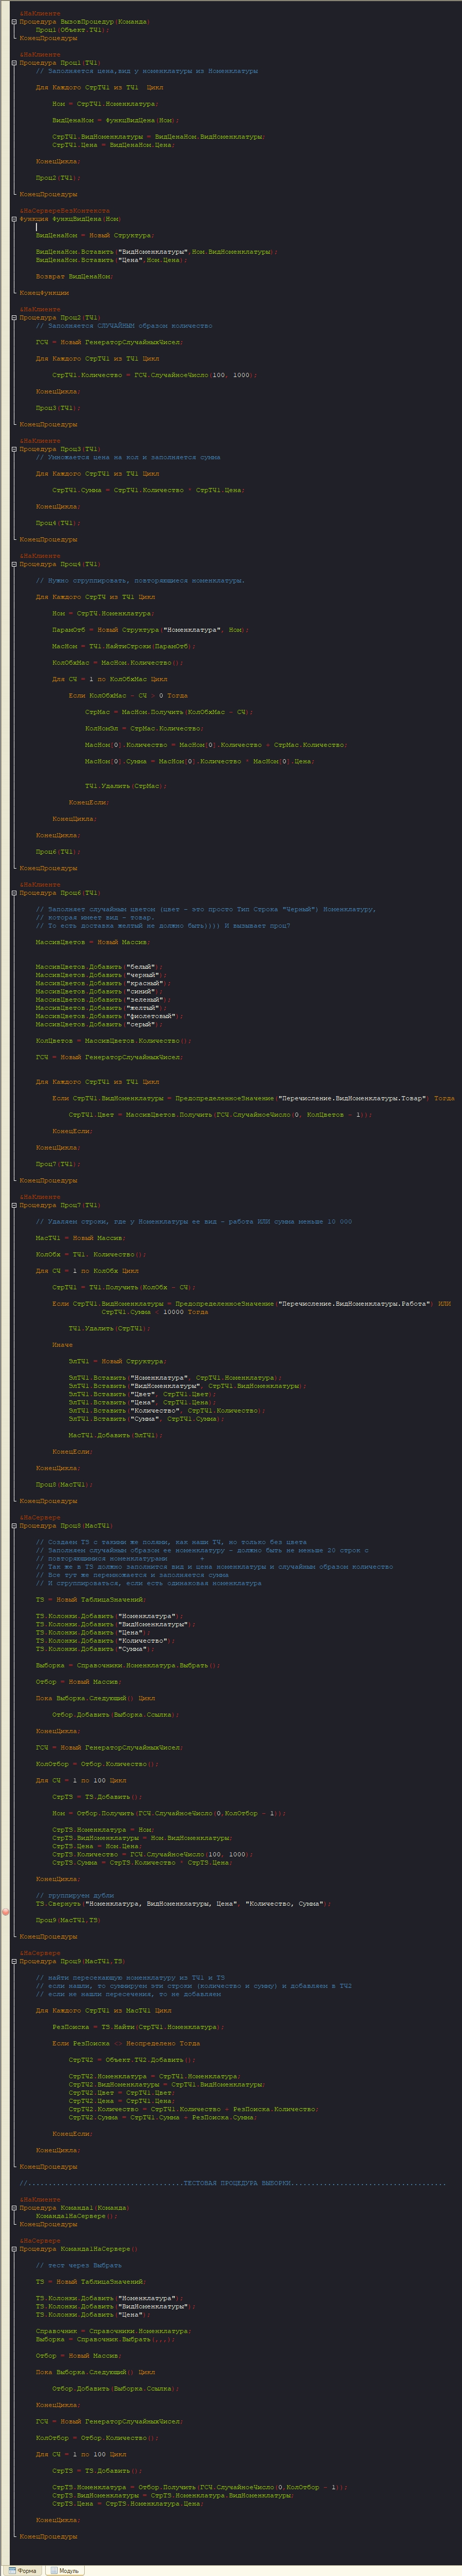 &НаКлиенте
Процедура ВызовПроцедур(Команда)
Проц1(Объект.ТЧ1);
КонецПроцедуры
&НаКлиенте
Процедура Проц1(ТЧ1)
// Заполняется цена,вид у номенклатуры из Номенклатуры
Для Каждого СтрТЧ1 из ТЧ1 Цикл
Ном = СтрТЧ1.Номенклатура;
ВидЦенаНом = ФункцВидЦена(Ном);
СтрТЧ1.ВидНоменклатуры = ВидЦенаНом.ВидНоменклатуры;
СтрТЧ1.Цена = ВидЦенаНом.Цена;
КонецЦикла;
Проц2(ТЧ1);
КонецПроцедуры
&НаСервереБезКонтекста
Функция ФункцВидЦена(Ном)
ВидЦенаНом = Новый Структура;
ВидЦенаНом.Вставить("ВидНоменклатуры",Ном.ВидНоменклатуры);
ВидЦенаНом.Вставить("Цена",Ном.Цена);
Возврат ВидЦенаНом;
КонецФункции
&НаКлиенте
Процедура Проц2(ТЧ1)
// Заполняется СЛУЧАЙНЫМ образом количество
ГСЧ = Новый ГенераторСлучайныхЧисел;
Для Каждого СтрТЧ1 из ТЧ1 Цикл
СтрТЧ1.Количество = ГСЧ.СлучайноеЧисло(100, 1000);
КонецЦикла;
Проц3(ТЧ1);
КонецПроцедуры
&НаКлиенте
Процедура Проц3(ТЧ1)
// Умножается цена на кол и заполняется сумма
Для Каждого СтрТЧ1 из ТЧ1 Цикл
СтрТЧ1.Сумма = СтрТЧ1.Количество * СтрТЧ1.Цена;
КонецЦикла;
Проц4(ТЧ1);
КонецПроцедуры
&НаКлиенте
Процедура Проц4(ТЧ1)
// Нужно сгруппировать, повторяющиеся номенклатуры.
Для Каждого СтрТЧ из ТЧ1 Цикл
Ном = СтрТЧ.Номенклатура;
ПарамОтб = Новый Структура("Номенклатура", Ном);
МасНом = ТЧ1.НайтиСтроки(ПарамОтб);
КолОбхМас = МасНом.Количество();
Для СЧ = 1 по КолОбхМас Цикл
Если КолОбхМас - СЧ > 0 Тогда
СтрМас = МасНом.Получить(КолОбхМас - СЧ);
КолНомЭл = СтрМас.Количество;
МасНом[0].Количество = МасНом[0].Количество + СтрМас.Количество;
МасНом[0].Сумма = МасНом[0].Количество * МасНом[0].Цена;
ТЧ1.Удалить(СтрМас);
КонецЕсли;
КонецЦикла;
КонецЦикла;
Проц6(ТЧ1);
КонецПроцедуры
&НаКлиенте
Процедура Проц6(ТЧ1)
// Заполняет случайным цветом (цвет - это просто Тип Строка "Черный") Номенклатуру,
// которая имеет вид - товар.
// То есть доставка желтый не должно быть)))) И вызывает проц7
МассивЦветов = Новый Массив;
МассивЦветов.Добавить("белый");
МассивЦветов.Добавить("черный");
МассивЦветов.Добавить("красный");
МассивЦветов.Добавить("синий");
МассивЦветов.Добавить("зеленый");
МассивЦветов.Добавить("желтый");
МассивЦветов.Добавить("фиолетовый");
МассивЦветов.Добавить("серый");
КолЦветов = МассивЦветов.Количество();
ГСЧ = Новый ГенераторСлучайныхЧисел;
Для Каждого СтрТЧ1 из ТЧ1 Цикл
Если СтрТЧ1.ВидНоменклатуры = ПредопределенноеЗначение("Перечисление.ВидНоменклатуры.Товар") Тогда
СтрТЧ1.Цвет = МассивЦветов.Получить(ГСЧ.СлучайноеЧисло(0, КолЦветов - 1));
КонецЕсли;
КонецЦикла;
Проц7(ТЧ1);
КонецПроцедуры
&НаКлиенте
Процедура Проц7(ТЧ1)
// Удаляем строки, где у Номенклатуры ее вид - работа ИЛИ сумма меньше 10 000
МасТЧ1 = Новый Массив;
КолОбх = ТЧ1. Количество();
Для СЧ = 1 по КолОбх Цикл
СтрТЧ1 = ТЧ1.Получить(КолОбх - СЧ);
Если СтрТЧ1.ВидНоменклатуры = ПредопределенноеЗначение("Перечисление.ВидНоменклатуры.Работа") ИЛИ
СтрТЧ1.Сумма < 10000 Тогда
ТЧ1.Удалить(СтрТЧ1);
Иначе
ЭлТЧ1 = Новый Структура;
ЭлТЧ1.Вставить("Номенклатура", СтрТЧ1.Номенклатура);
ЭлТЧ1.Вставить("ВидНоменклатуры", СтрТЧ1.ВидНоменклатуры);
ЭлТЧ1.Вставить("Цвет", СтрТЧ1.Цвет);
ЭлТЧ1.Вставить("Цена", СтрТЧ1.Цена);
ЭлТЧ1.Вставить("Количество", СтрТЧ1.Количество);
ЭлТЧ1.Вставить("Сумма", СтрТЧ1.Сумма);
МасТЧ1.Добавить(ЭлТЧ1);
КонецЕсли;
КонецЦикла;
Проц8(МасТЧ1);
КонецПроцедуры
&НаСервере
Процедура Проц8(МасТЧ1)
// Создаем ТЗ с такими же полями, как наши ТЧ, но только без цвета
// Заполняем случайным образом ее номенклатуру - должно быть не меньше 20 строк с
// повторяющимися номенклатурами +
// Так же в ТЗ должно заполнится вид и цена номенклатуры и случайным образом количество
// Все тут же перемножается и заполняется сумма
// И сгруппироваться, если есть одинаковая номенклатура
ТЗ = Новый ТаблицаЗначений;
ТЗ.Колонки.Добавить("Номенклатура");
ТЗ.Колонки.Добавить("ВидНоменклатуры");
ТЗ.Колонки.Добавить("Цена");
ТЗ.Колонки.Добавить("Количество");
ТЗ.Колонки.Добавить("Сумма");
Выборка = Справочники.Номенклатура.Выбрать();
Отбор = Новый Массив;
Пока Выборка.Следующий() Цикл
Отбор.Добавить(Выборка.Ссылка);
КонецЦикла;
ГСЧ = Новый ГенераторСлучайныхЧисел;
КолОтбор = Отбор.Количество();
Для СЧ = 1 по 100 Цикл
СтрТЗ = ТЗ.Добавить();
Ном = Отбор.Получить(ГСЧ.СлучайноеЧисло(0,КолОтбор - 1));
СтрТЗ.Номенклатура = Ном;
СтрТЗ.ВидНоменклатуры = Ном.ВидНоменклатуры;
СтрТЗ.Цена = Ном.Цена;
СтрТЗ.Количество = ГСЧ.СлучайноеЧисло(100, 1000);
СтрТЗ.Сумма = СтрТЗ.Количество * СтрТЗ.Цена;
КонецЦикла;
// группируем дубли
ТЗ.Свернуть("Номенклатура, ВидНоменклатуры, Цена", "Количество, Сумма");
Проц9(МасТЧ1,ТЗ)
КонецПроцедуры
&НаСервере
Процедура Проц9(МасТЧ1,ТЗ)
// найти пересекающую номенклатуру из ТЧ1 и ТЗ
// если нашли, то суммируем эти строки (количество и сумму) и добавляем в ТЧ2
// если не нашли пересечения, то не добавляем
Для Каждого СтрТЧ1 из МасТЧ1 Цикл
РезПоиска = ТЗ.Найти(СтрТЧ1.Номенклатура);
Если РезПоиска <> Неопределено Тогда
СтрТЧ2 = Объект.ТЧ2.Добавить();
СтрТЧ2.Номенклатура = СтрТЧ1.Номенклатура;
СтрТЧ2.ВидНоменклатуры = СтрТЧ1.ВидНоменклатуры;
СтрТЧ2.Цвет = СтрТЧ1.Цвет;
СтрТЧ2.Цена = СтрТЧ1.Цена;
СтрТЧ2.Количество = СтрТЧ1.Количество + РезПоиска.Количество;
СтрТЧ2.Сумма = СтрТЧ1.Сумма + РезПоиска.Сумма;
КонецЕсли;
КонецЦикла;
КонецПроцедуры
//......................................ТЕСТОВАЯ ПРОЦЕДУРА ВЫБОРКИ......................................
&НаКлиенте
Процедура Команда1(Команда)
Команда1НаСервере();
КонецПроцедуры
&НаСервере
Процедура Команда1НаСервере()
// тест через Выбрать
ТЗ = Новый ТаблицаЗначений;
ТЗ.Колонки.Добавить("Номенклатура");
ТЗ.Колонки.Добавить("ВидНоменклатуры");
ТЗ.Колонки.Добавить("Цена");
Справочник = Справочники.Номенклатура;
Выборка = Справочник.Выбрать(,,,);
Отбор = Новый Массив;
Пока Выборка.Следующий() Цикл
Отбор.Добавить(Выборка.Ссылка);
КонецЦикла;
ГСЧ = Новый ГенераторСлучайныхЧисел;
КолОтбор = Отбор.Количество();
Для СЧ = 1 по 100 Цикл
СтрТЗ = ТЗ.Добавить();
СтрТЗ.Номенклатура = Отбор.Получить(ГСЧ.СлучайноеЧисло(0,КолОтбор - 1));
СтрТЗ.ВидНоменклатуры = СтрТЗ.Номенклатура.ВидНоменклатуры;
СтрТЗ.Цена = СтрТЗ.Номенклатура.Цена;
КонецЦикла;
КонецПроцедуры
Форма Модуль